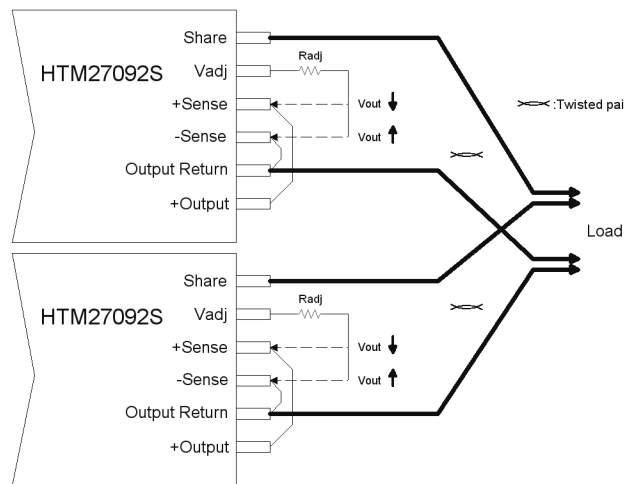 Share
Radj
HTM27092S
Vadj
+Sense
Vout
:Twisted pai
-Sense
Vout
Output Return
+Output
Load
Share
Radj
HTM27092S
Vadj
+Sense
Vout
-Sense
Vout
Output Return
+Output